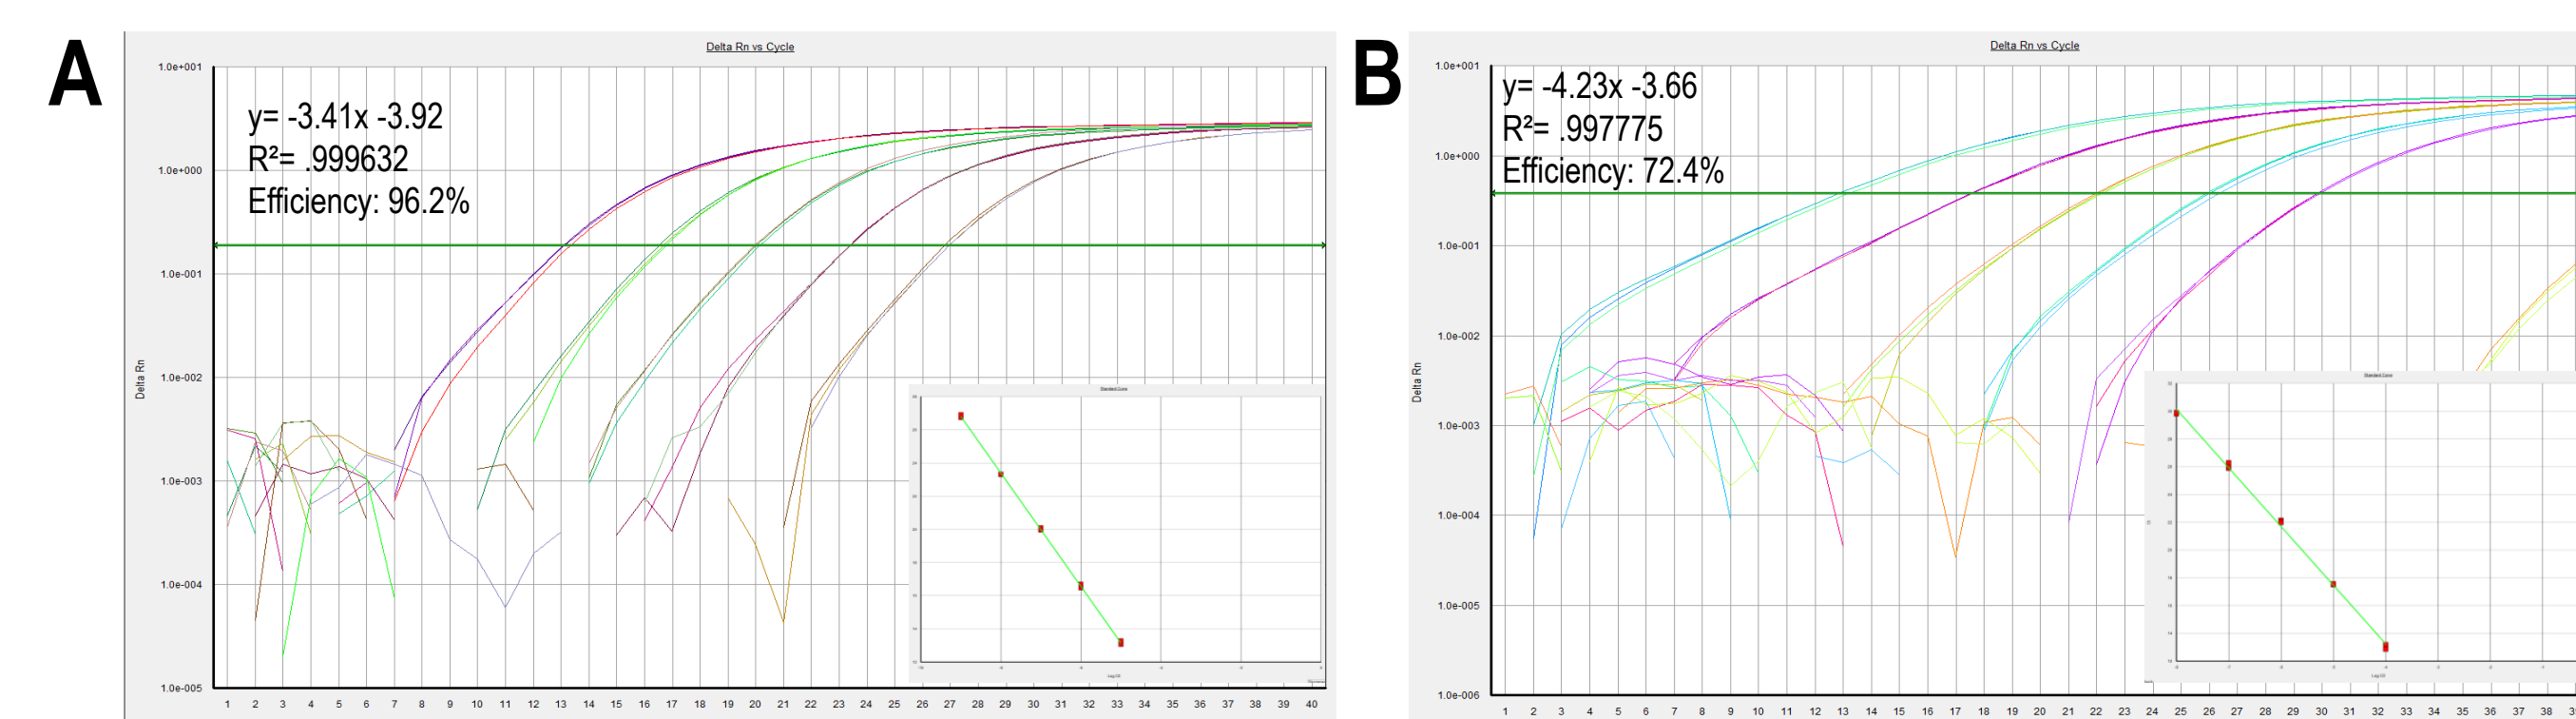 A
Delta Rn vs Cycle
y= -3.41x -3.92
R²= .999632
Efficiency: 96.2%
Delta Rn
1.0e+001
1.0e+000
1.0e-001
1.0e-002
1.0e-003
1.0e-004
1.0e-005
1 2 3 4 5 6 7 8 9 10 11 12 13 14 15 16 17 18 19 20 21 22 23 24 25 26 27 28 29 30 31 32 33 34 35 36 37 38 39 40
Standard Curve
B
Delta Rn vs Cycle
y= -4.23x -3.66
R²= .997775
Efficiency: 72.4%
Delta Rn
1.0e+001
1.0e+000
1.0e-001
1.0e-002
1.0e-003
1.0e-004
1.0e-005
1.0e-006
1 2 3 4 5 6 7 8 9 10 11 12 13 14 15 16 17 18 19 20 21 22 23 24 25 26 27 28 29 30 31 32 33 34 35 36 37 38
Standard Curve